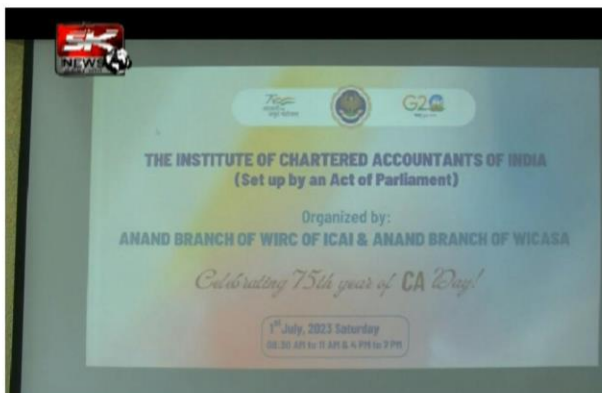 SK
NEWS
G20
THE INSTITUTE OF CHARTERED ACCOUNTANTS OF INDIA
(Set up by an Act of Parliament)
Organized by:
ANAND BRANCH OF WIRC OF ICAI & ANAND BRANCH OF WICASA
Celebrating 75th year of CA Day!
1st July, 2023 Saturday
08:30 AM to 11 AM & 4 PM to 7 PM